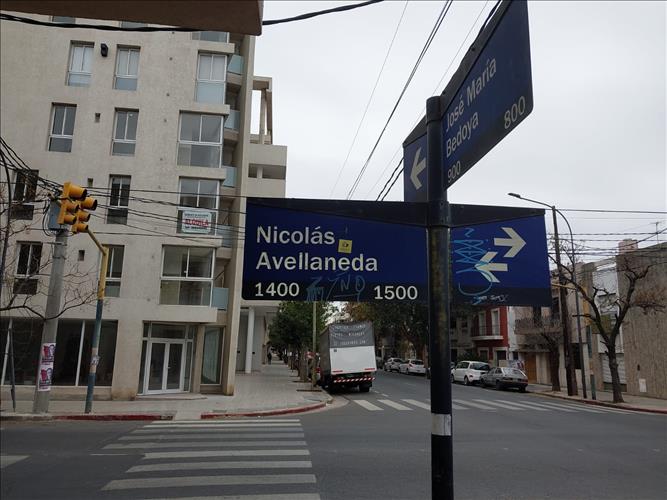 José María
Bedoya
800
900
Nicolás
Avellaneda
1400 1500